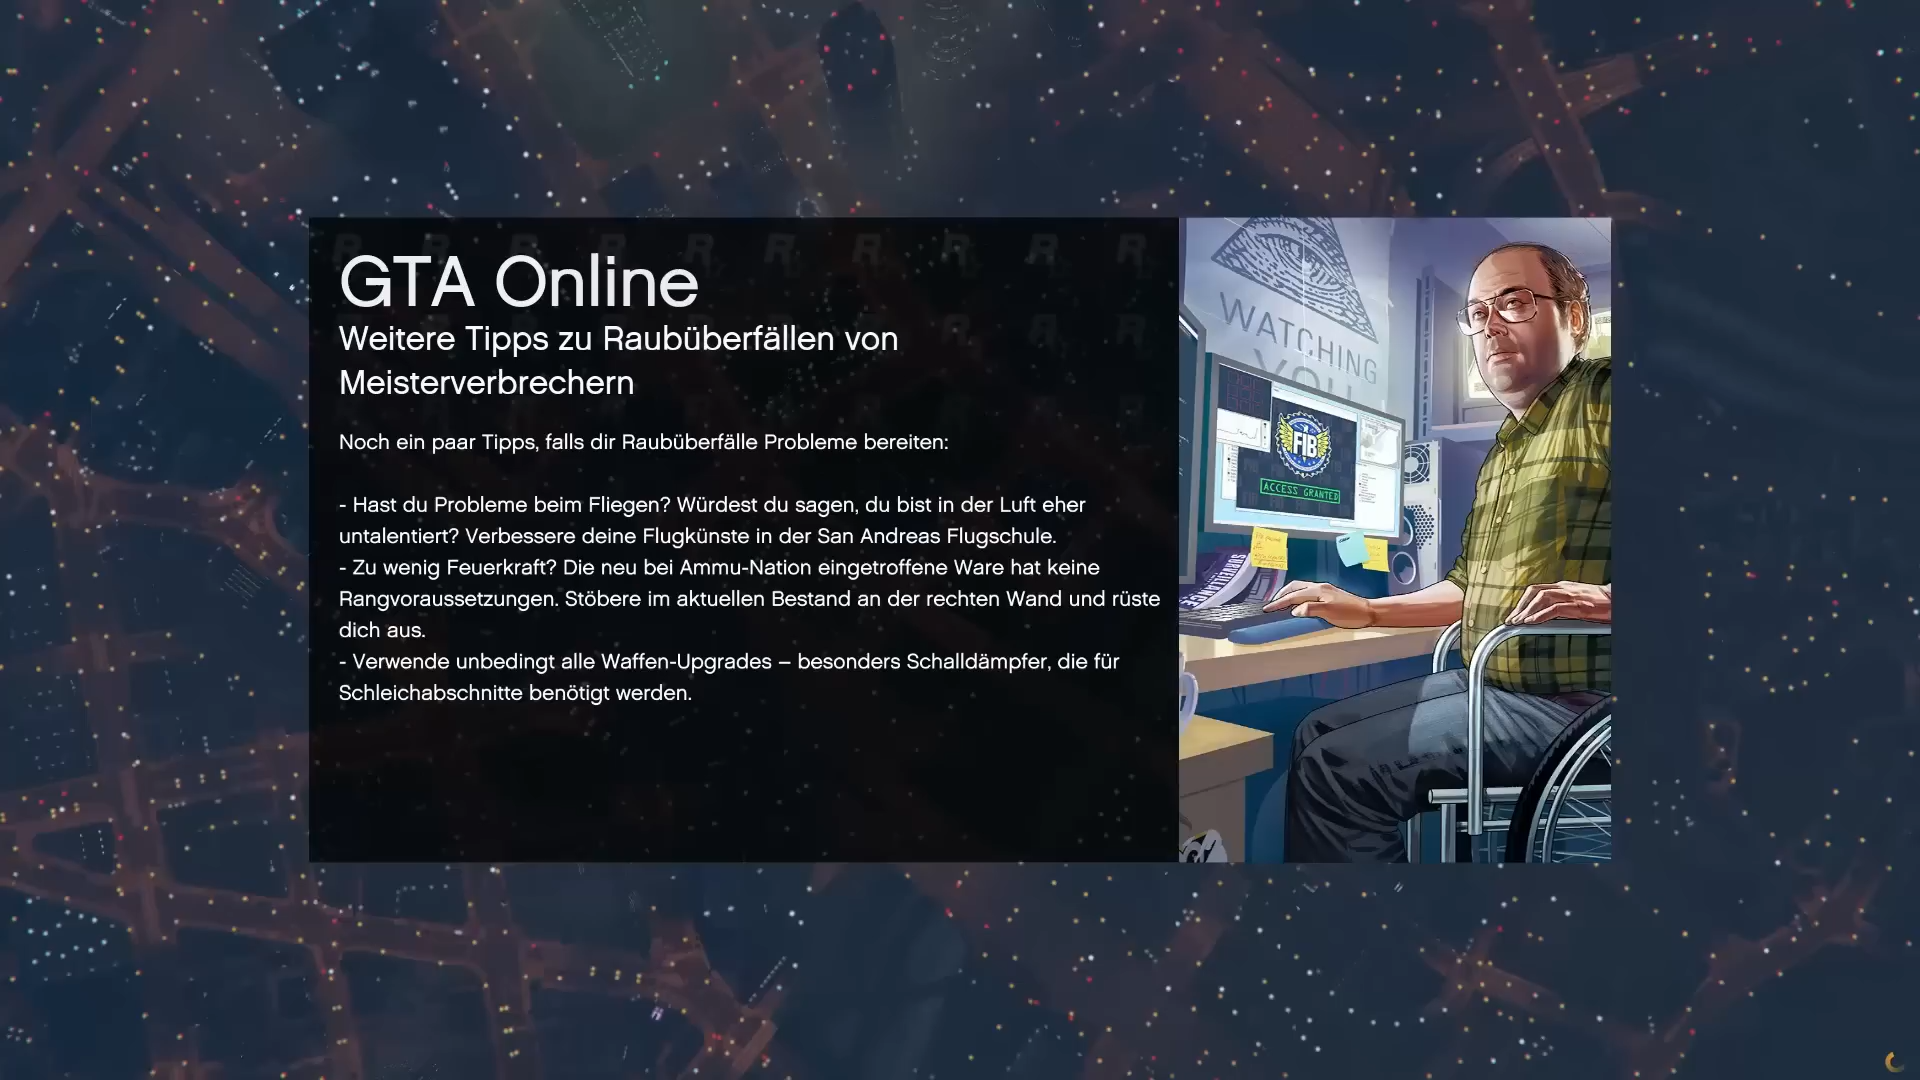 GTA Online
Weitere Tipps zu Raubüberfällen von
Meisterverbrechern
Noch ein paar Tipps, falls dir Raubüberfälle Probleme bereiten:
- Hast du Probleme beim Fliegen? Würdest du sagen, du bist in der Luft eher
untalentiert? Verbessere deine Flugkünste in der San Andreas Flugschule.
- Zu wenig Feuerkraft? Die neu bei Ammu-Nation eingetroffene Ware hat keine
Rangvoraussetzungen. Stöbere im aktuellen Bestand an der rechten Wand und rüste
dich aus.
- Verwende unbedingt alle Waffen-Upgrades – besonders Schalldämpfer, die für
Schleichabschnitte benötigt werden.
WATCHING
YOU
FIB
ACCESS GRANTED